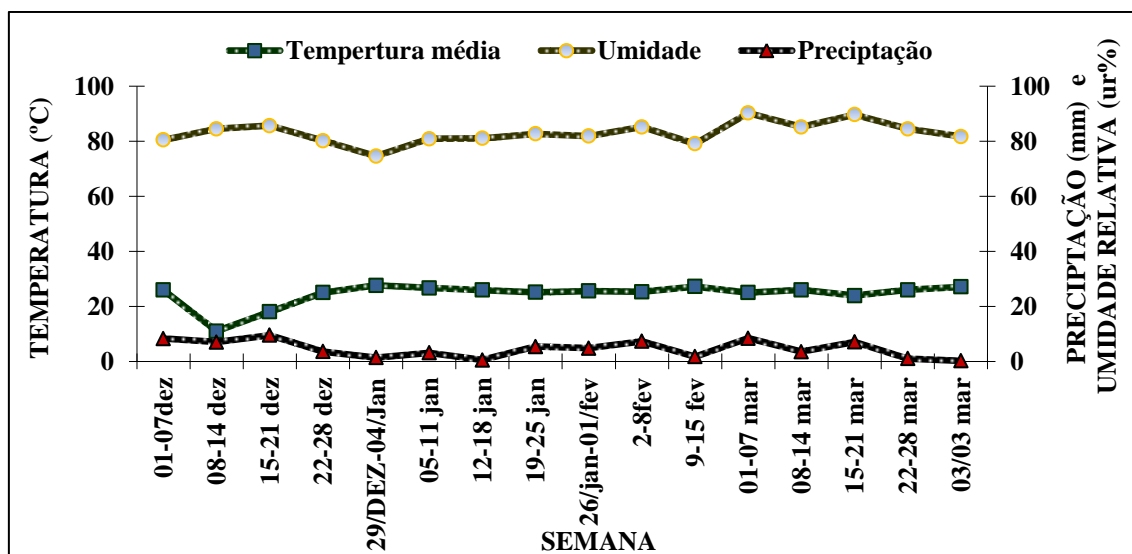 Tempertura média Umidade Preciptação
TEMPERATURA (ºC)
100
80
60
40
20
0
100
80
60
40
20
0
PRECIPTAÇÃO (mm) e
UMIDADE RELATIVA (ur%)
01-07dez
08-14 dez
15-21 dez
22-28 dez
29/DEZ-04/Jan
05-11 jan
12-18 jan
19-25 jan
26/jan-01/fev
2-8fev
9-15 fev
01-07 mar
08-14 mar
15-21 mar
22-28 mar
03/03 mar
SEMANA